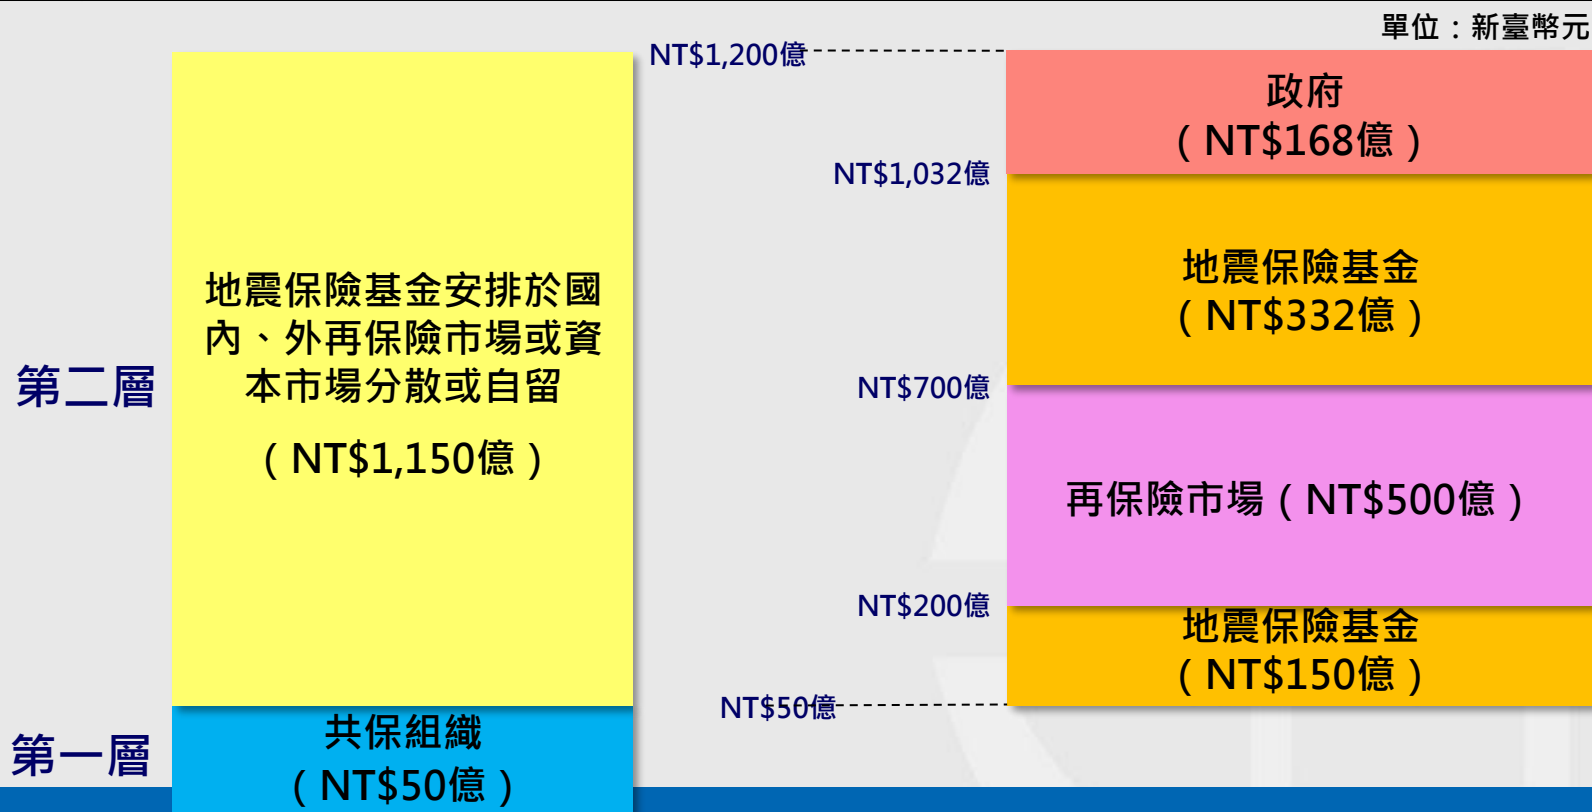 單位：新臺幣元
第二層
地震保險基金安排於國
內、外再保險市場或資
本市場分散或自留
（NT$1,150億）
第一層
共保組織
（NT$50億）
NT$1,200億
政府
（NT$168億）
NT$1,032億
地震保險基金
（NT$332億）
NT$700億
再保險市場（NT$500億）
NT$200億
地震保險基金
（NT$150億）
NT$50億